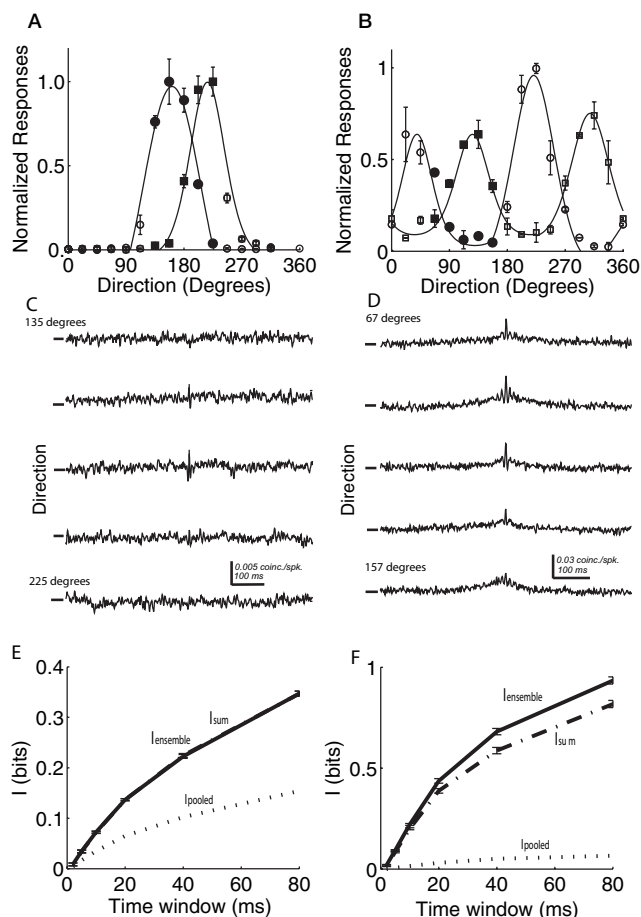 A
B
Normalized Responses
1.0
0.5
0
0 90 180 270 360
Direction (Degrees)
Normalized Responses
1.0
0.5
0
0 90 180 270 360
Direction (Degrees)
C
D
135 degrees
67 degrees
Direction
Direction
225 degrees
0.005 coinc./spk.
100 ms
157 degrees
0.03 coinc./spk.
100 ms
E
F
I (bits)
0.4
0.3
0.2
0.1
0
0 20 40 60 80
Time window (ms)
Iensemble
Isum
Ipooled
I (bits)
1
0.5
0
0 20 40 60 80
Time window (ms)
Iensemble
Isu m
Ipooled